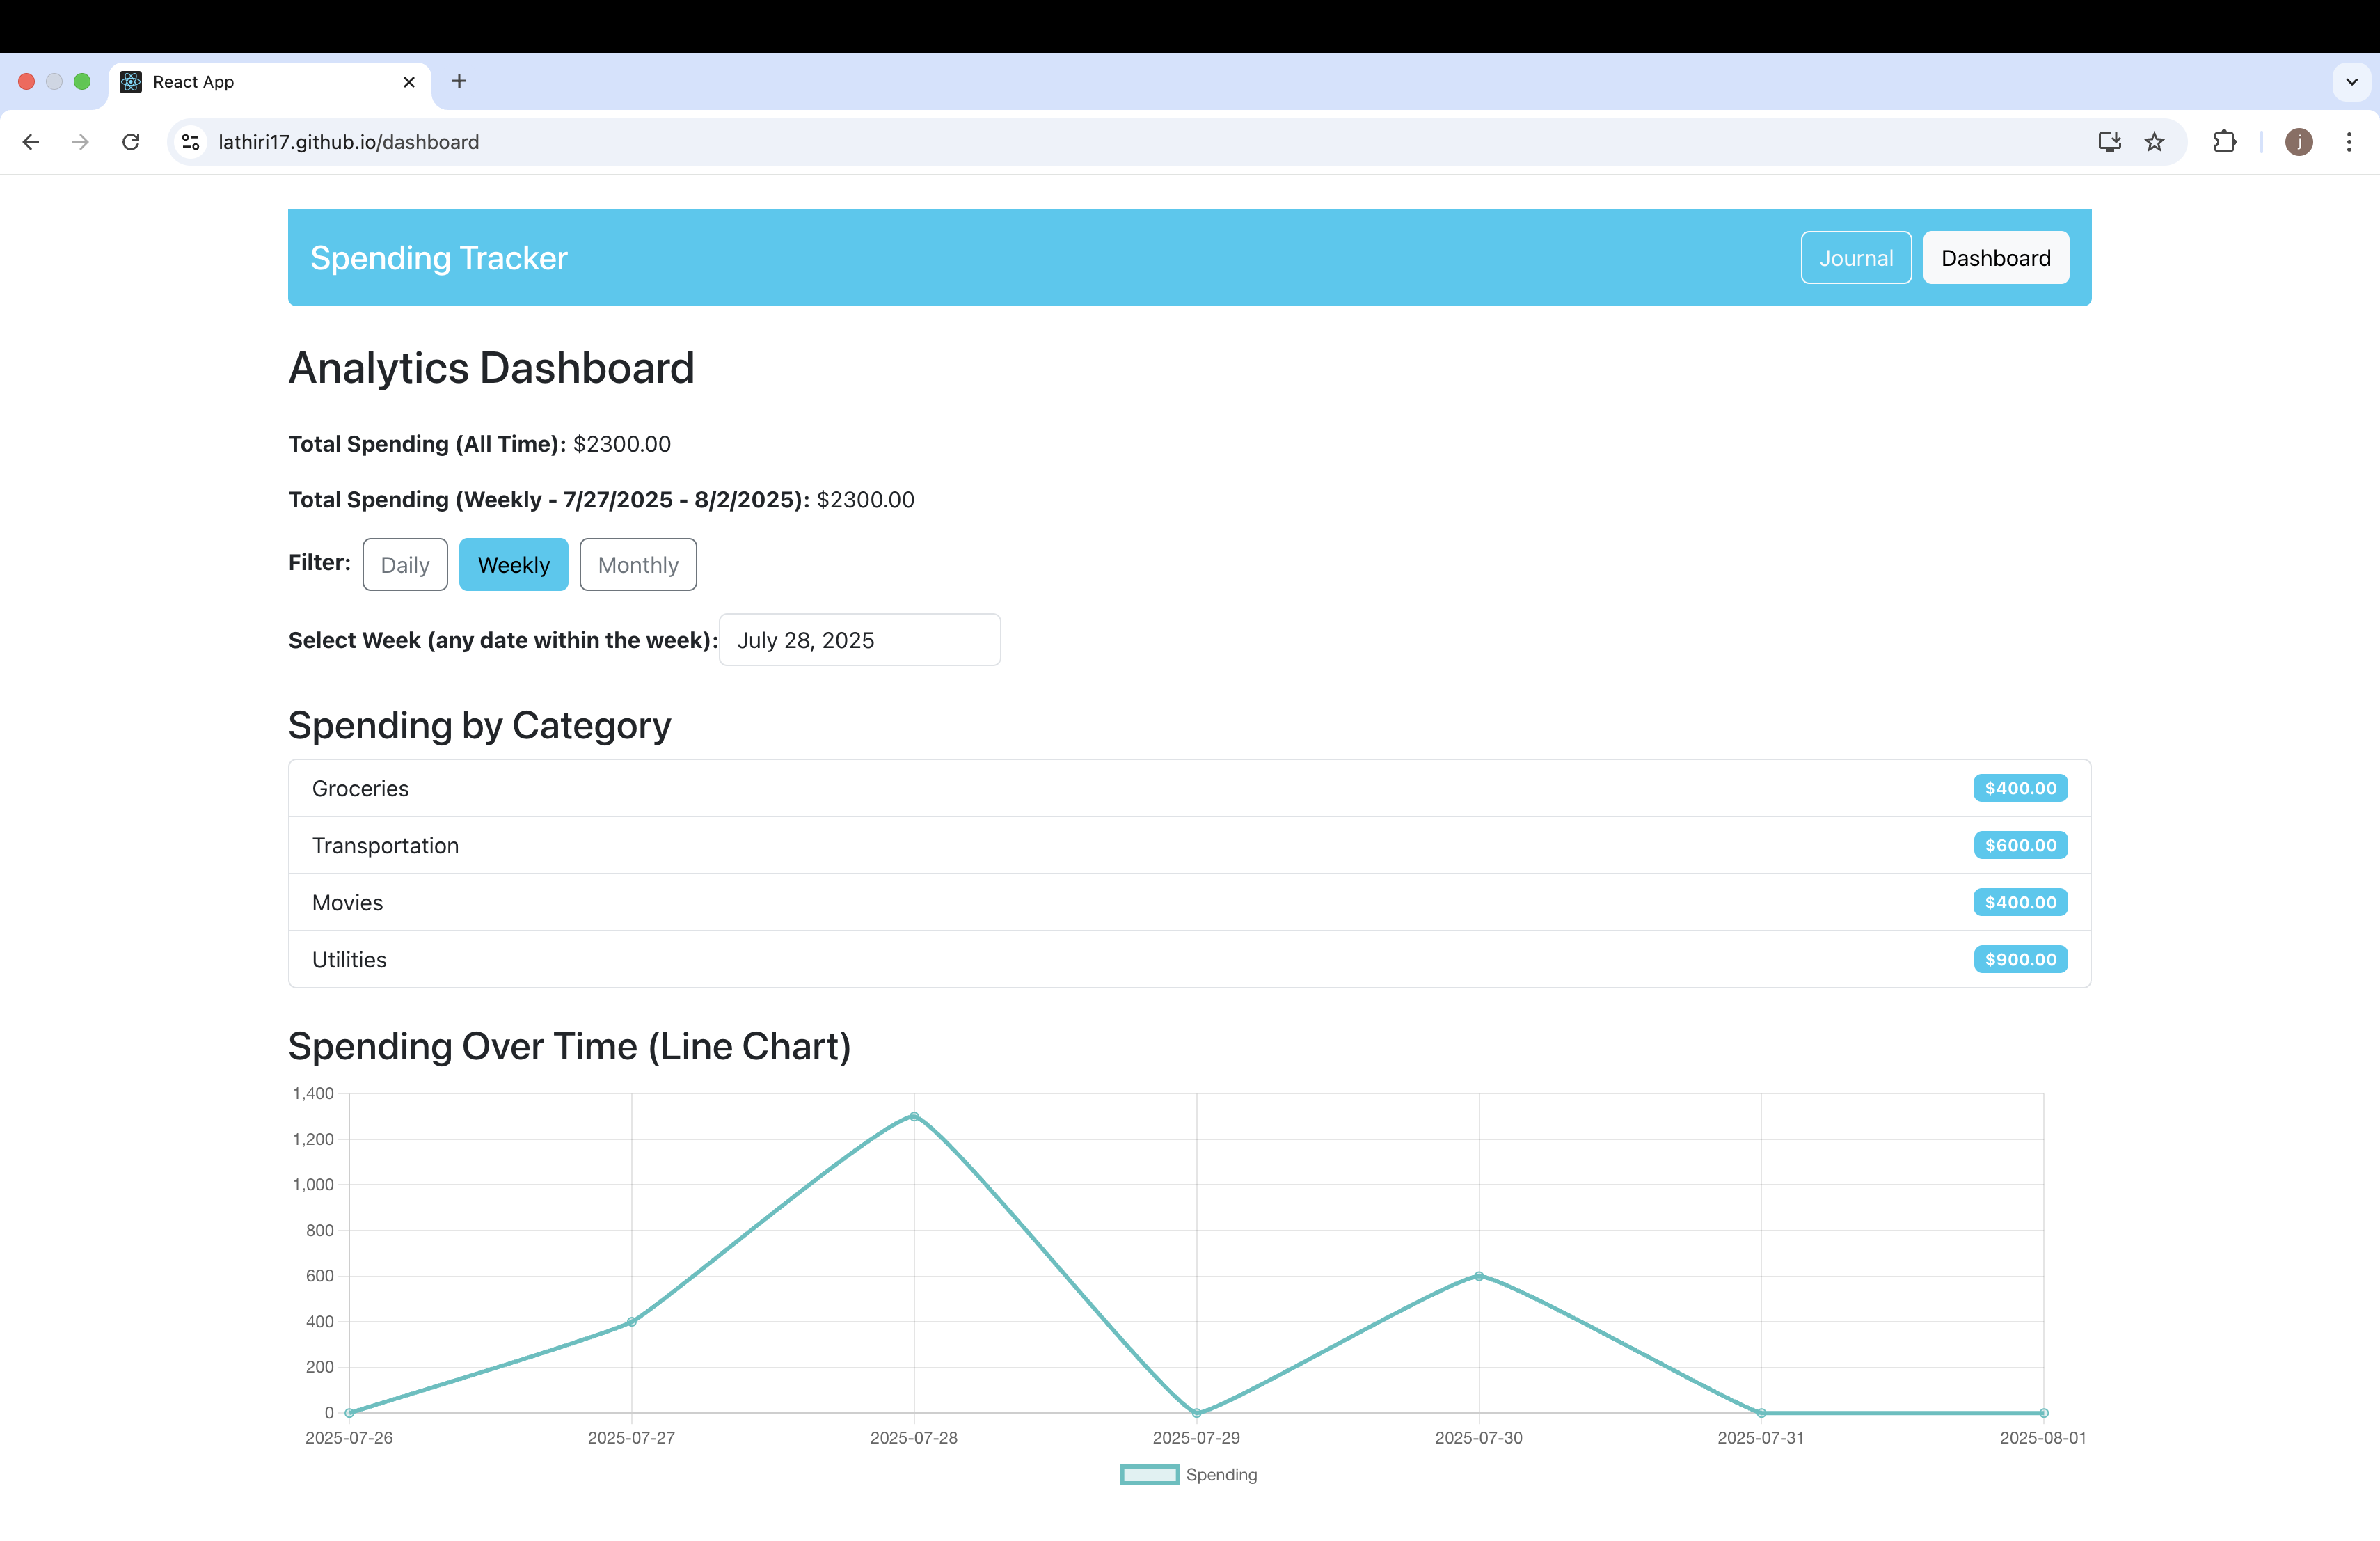 React App
lathiri17.github.io/dashboard
j
Spending Tracker
Journal
Dashboard
Analytics Dashboard
Total Spending (All Time): $2300.00
Total Spending (Weekly - 7/27/2025 - 8/2/2025): $2300.00
Filter: Daily Weekly Monthly
Select Week (any date within the week): July 28, 2025
Spending by Category
Groceries $400.00
Transportation $600.00
Movies $400.00
Utilities $900.00
Spending Over Time (Line Chart)
1,400
1,200
1,000
800
600
400
200
0
2025-07-26 2025-07-27 2025-07-28 2025-07-29 2025-07-30 2025-07-31 2025-08-01
Spending